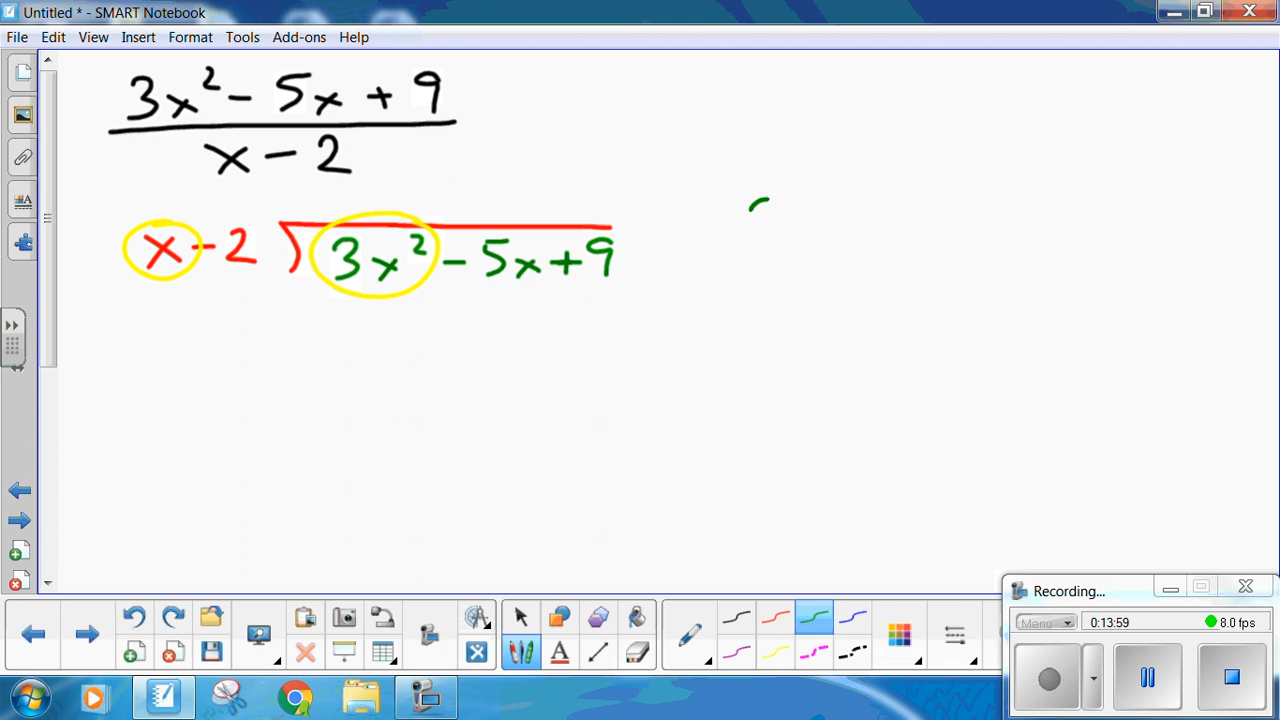 Untitled * - SMART Notebook
File Edit View Insert Format Tools Add-ons Help
3x² - 5x + 9
x - 2
x - 2 ) 3x² - 5x + 9
Recording...
Menu 0:13:59 8.0 fps